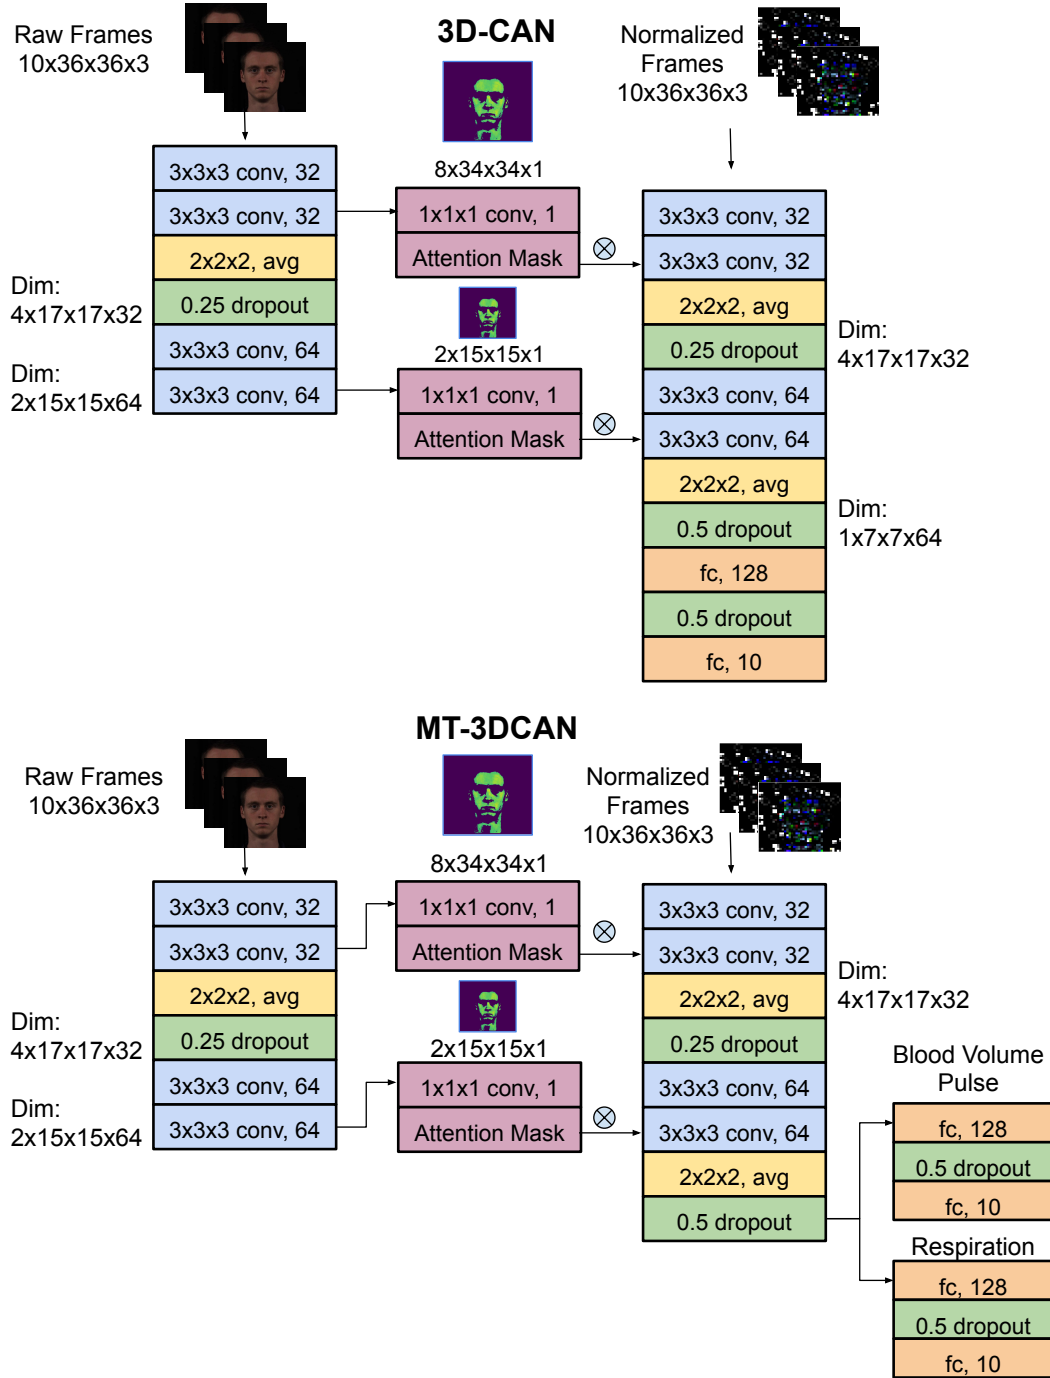 3D-CAN
Raw Frames
10x36x36x3
Normalized
Frames
10x36x36x3
8x34x34x1
3x3x3 conv, 32
3x3x3 conv, 32
2x2x2, avg
0.25 dropout
3x3x3 conv, 64
3x3x3 conv, 64
Dim:
4x17x17x32
Dim:
2x15x15x64
1x1x1 conv, 1
Attention Mask
2x15x15x1
1x1x1 conv, 1
Attention Mask
3x3x3 conv, 32
3x3x3 conv, 32
2x2x2, avg
0.25 dropout
3x3x3 conv, 64
3x3x3 conv, 64
2x2x2, avg
0.5 dropout
fc, 128
0.5 dropout
fc, 10
Dim:
4x17x17x32
Dim:
1x7x7x64
MT-3DCAN
Raw Frames
10x36x36x3
Normalized
Frames
10x36x36x3
8x34x34x1
3x3x3 conv, 32
3x3x3 conv, 32
2x2x2, avg
0.25 dropout
3x3x3 conv, 64
3x3x3 conv, 64
Dim:
4x17x17x32
Dim:
2x15x15x64
1x1x1 conv, 1
Attention Mask
2x15x15x1
1x1x1 conv, 1
Attention Mask
3x3x3 conv, 32
3x3x3 conv, 32
2x2x2, avg
0.25 dropout
3x3x3 conv, 64
3x3x3 conv, 64
2x2x2, avg
0.5 dropout
Dim:
4x17x17x32
Blood Volume
Pulse
fc, 128
0.5 dropout
fc, 10
Respiration
fc, 128
0.5 dropout
fc, 10